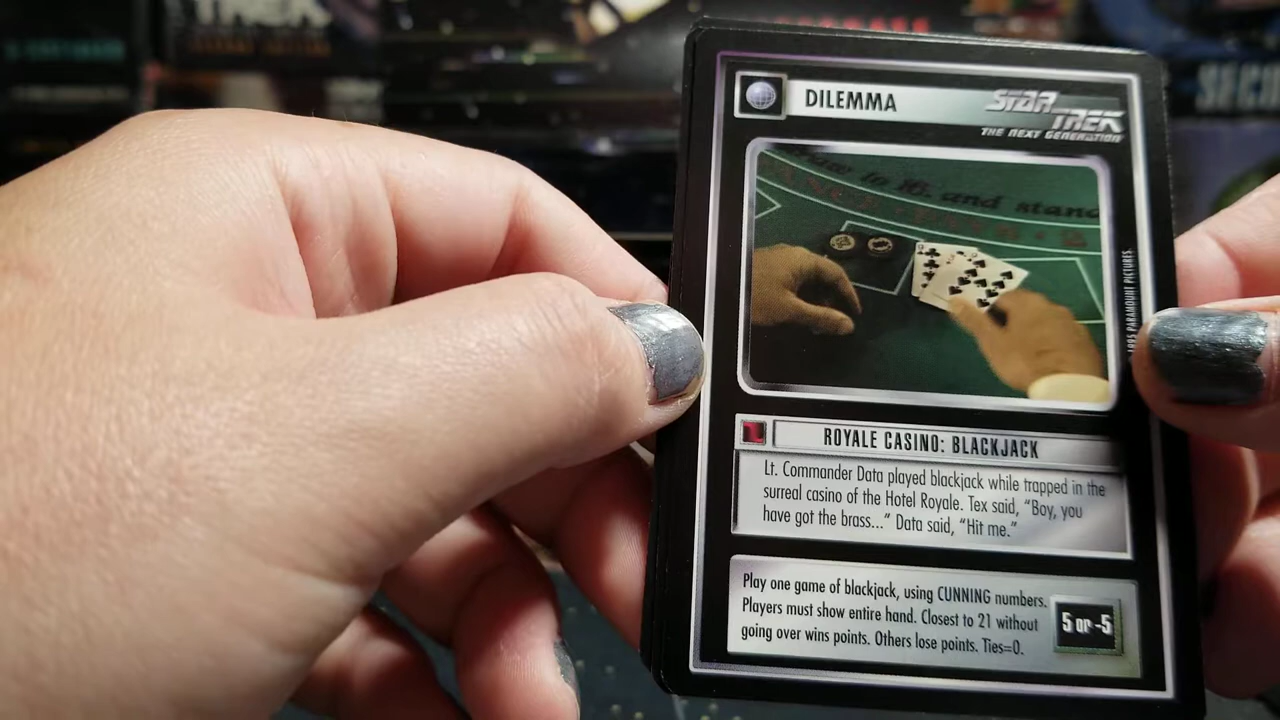 DILEMMA
STAR TREK
THE NEXT GENERATION
and stand
1995 PARAMOUNT PICTURES.
ROYALE CASINO: BLACKJACK
Lt. Commander Data played blackjack while trapped in the
surreal casino of the Hotel Royale. Tex said, “Boy, you
have got the brass...” Data said, “Hit me.”
Play one game of blackjack, using CUNNING numbers.
Players must show entire hand. Closest to 21 without
going over wins points. Others lose points. Ties=0.
5 or -5